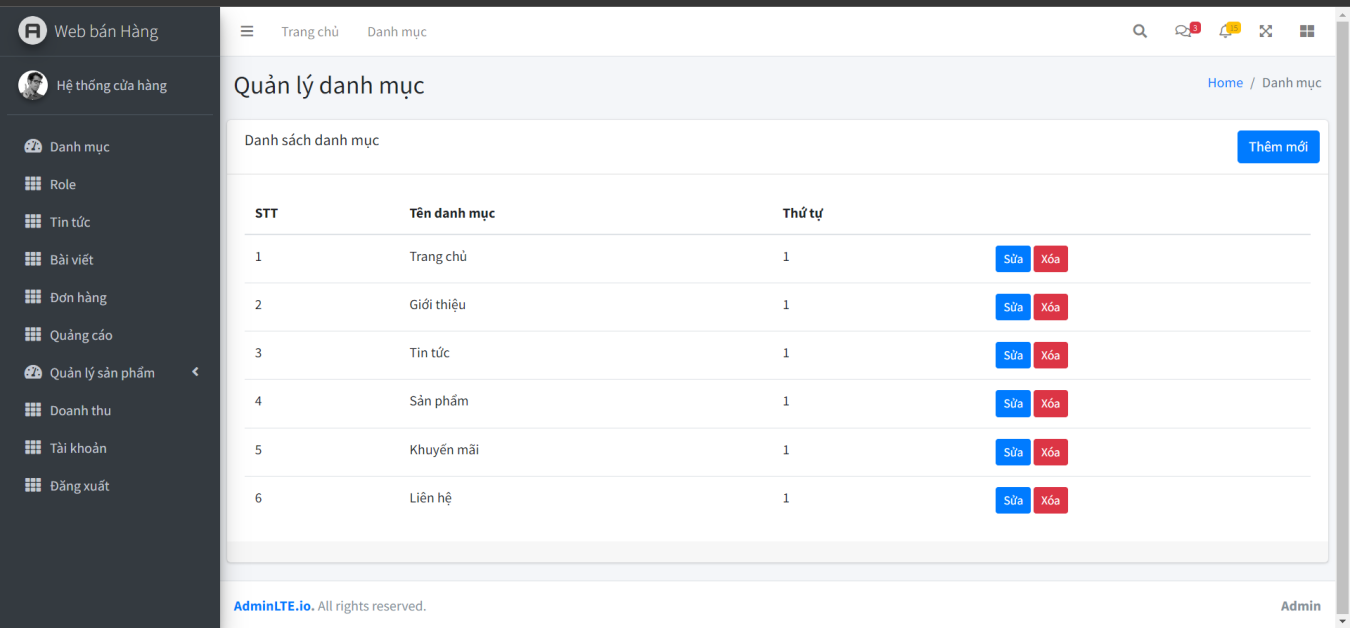 Web bán Hàng
Trang chủ Danh mục
3
15
Hệ thống cửa hàng
Quản lý danh mục
Home / Danh mục
Danh mục
Role
Tin tức
Bài viết
Đơn hàng
Quảng cáo
Quản lý sản phẩm
Doanh thu
Tài khoản
Đăng xuất
Danh sách danh mục
Thêm mới
STT Tên danh mục Thứ tự
1 Trang chủ 1 Sửa Xóa
2 Giới thiệu 1 Sửa Xóa
3 Tin tức 1 Sửa Xóa
4 Sản phẩm 1 Sửa Xóa
5 Khuyến mãi 1 Sửa Xóa
6 Liên hệ 1 Sửa Xóa
AdminLTE.io. All rights reserved.
Admin